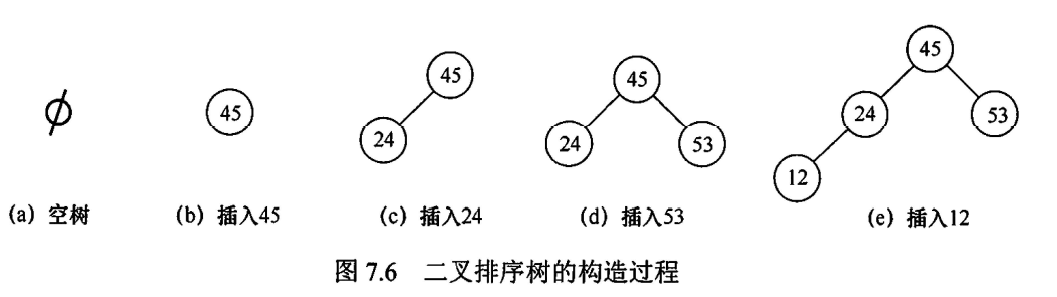 45
45 45 45
24 53
ϕ 45 24 24 53
12
(a) 空树 (b) 插入45 (c) 插入24 (d) 插入53 (e) 插入12
图 7.6 二叉排序树的构造过程